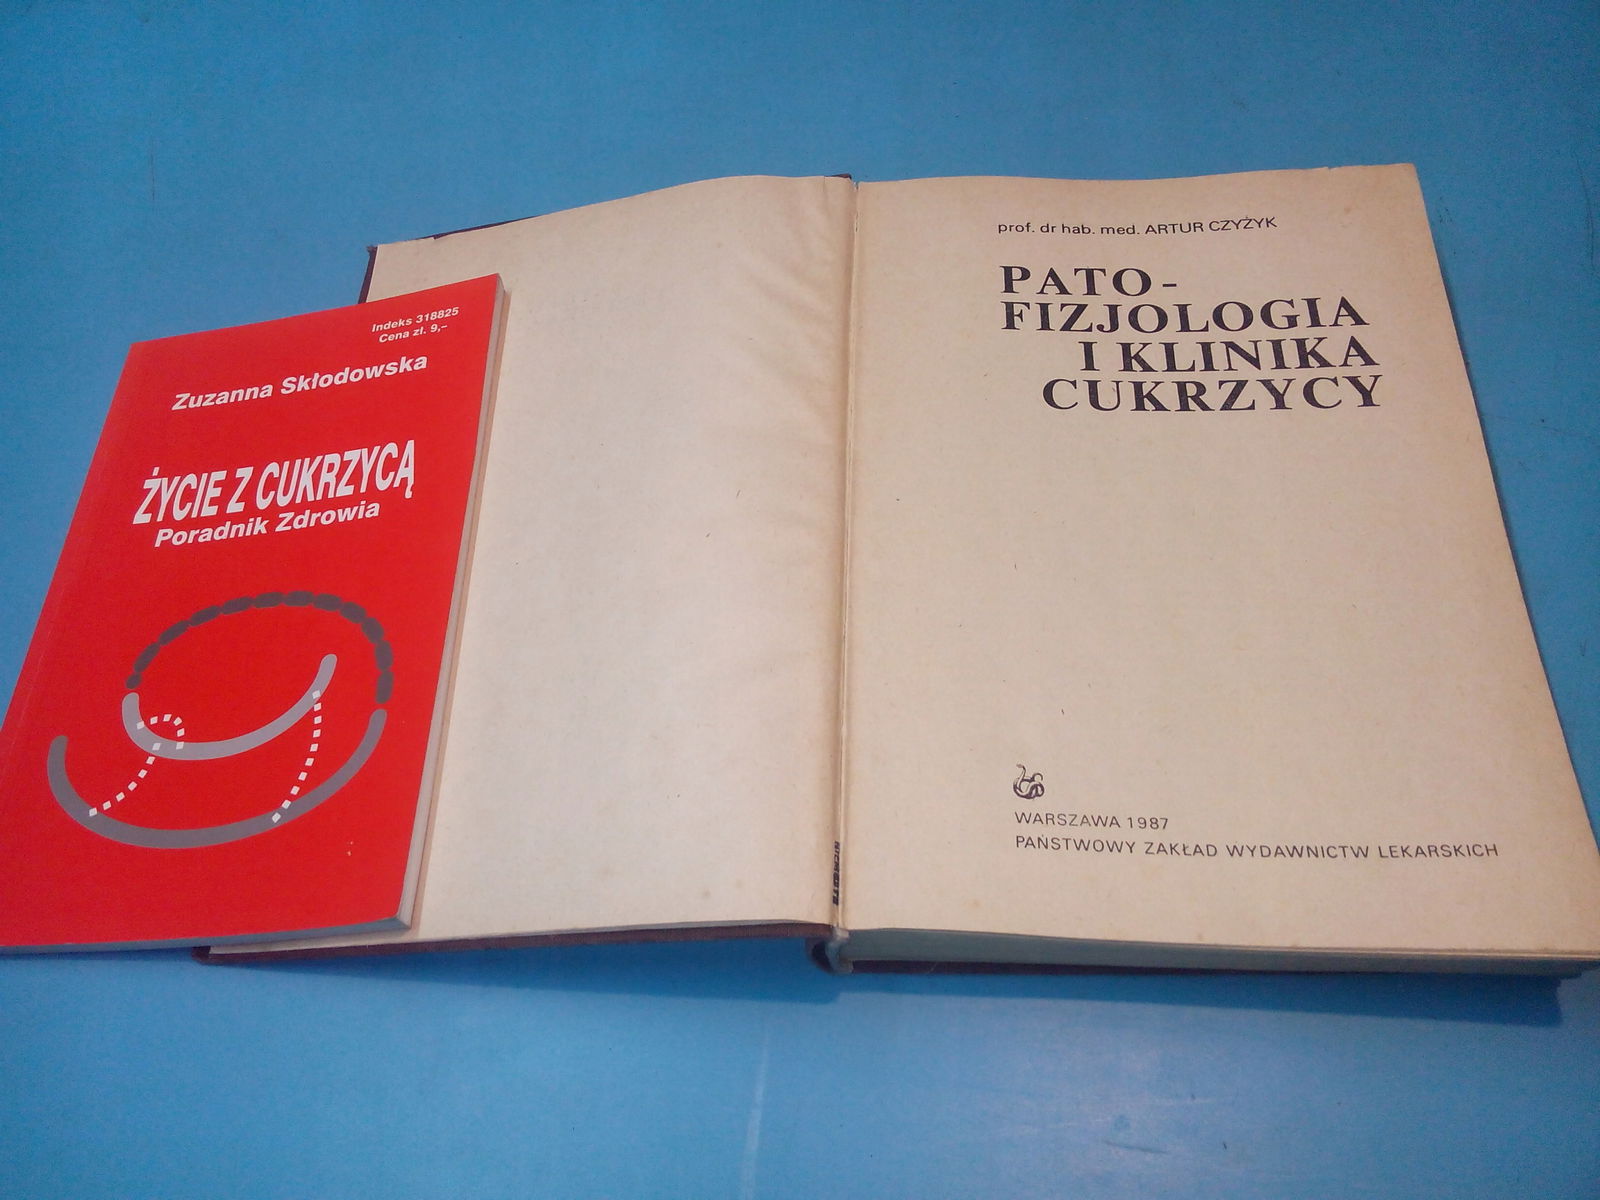 Indeks 318825
Cena zł. 9,–
Zuzanna Skłodowska
ŻYCIE Z CUKRZYCĄ
Poradnik Zdrowia
prof. dr hab. med. ARTUR CZYŻYK
PATO-
FIZJOLOGIA
I KLINIKA
CUKRZYCY
WARSZAWA 1987
PAŃSTWOWY ZAKŁAD WYDAWNICTW LEKARSKICH